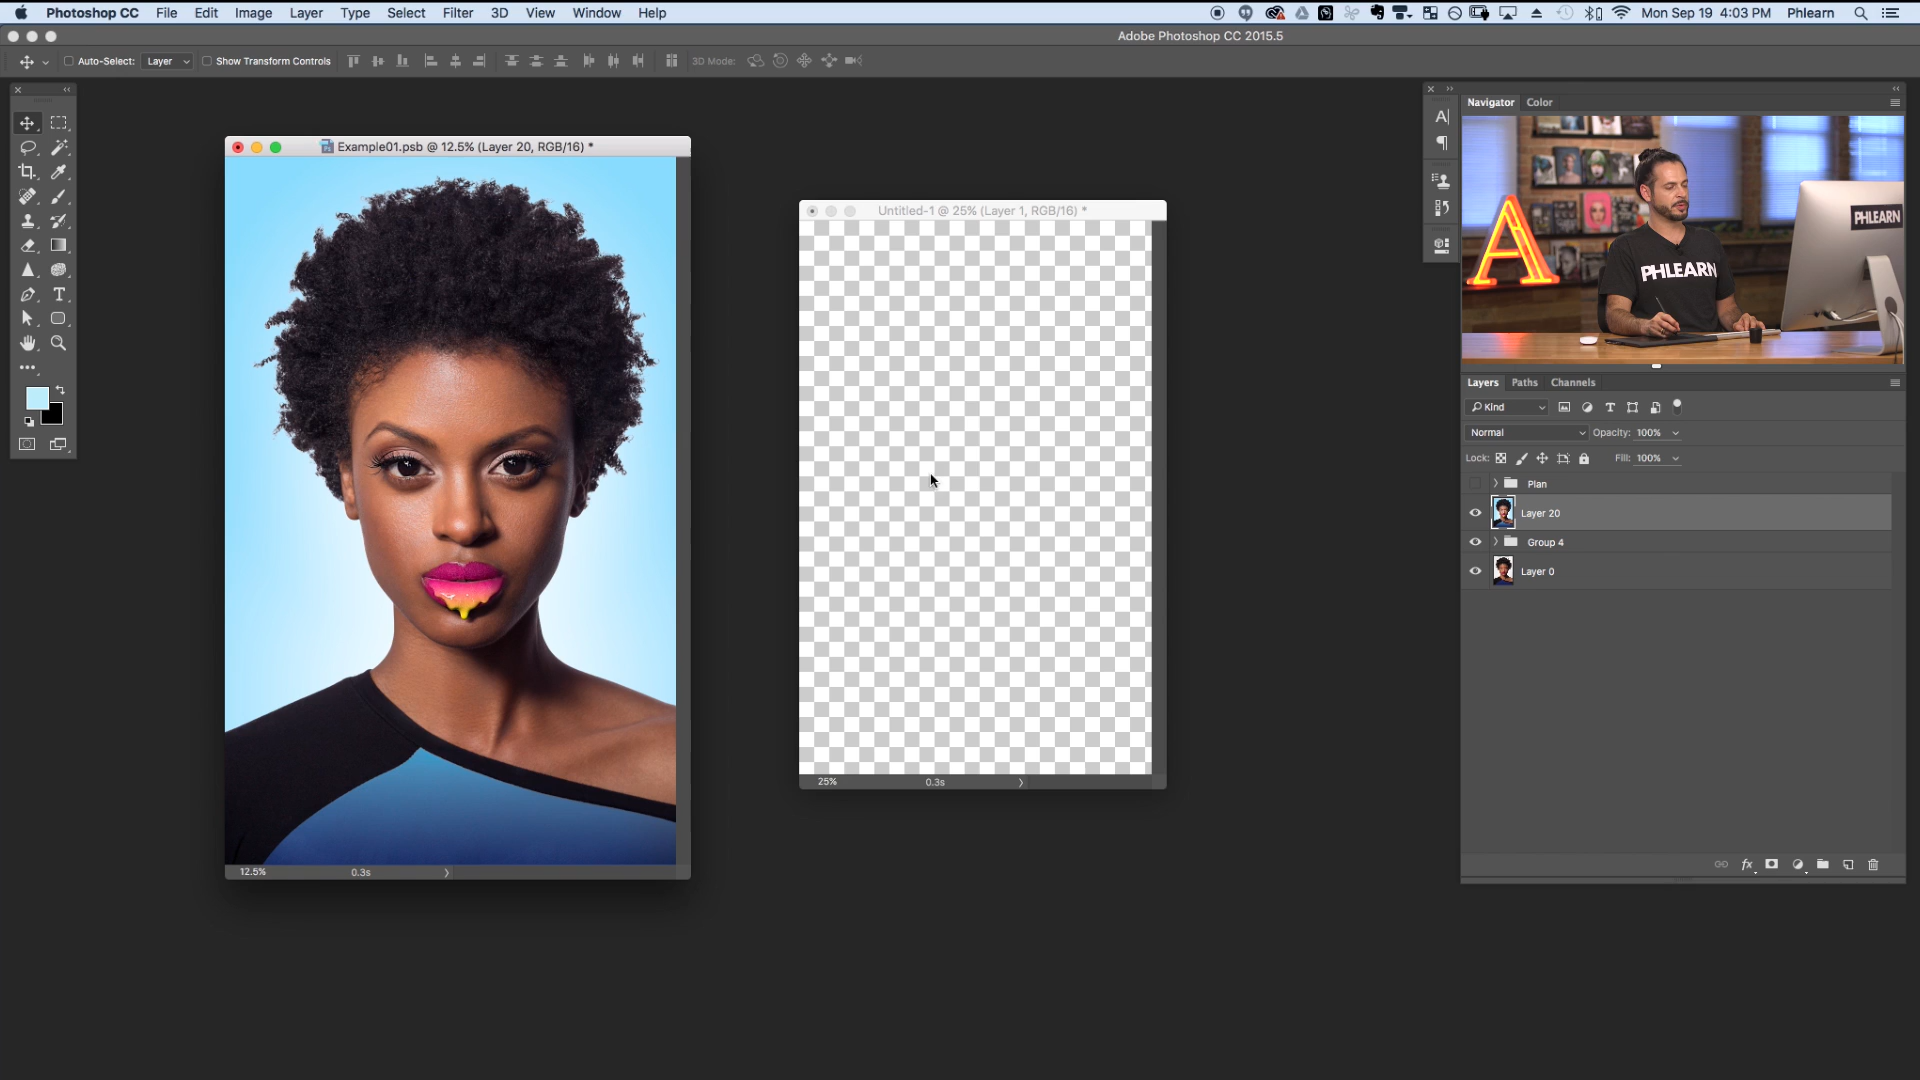 Photoshop CC File Edit Image Layer Type Select Filter 3D View Window Help Mon Sep 19 4:03 PM Phlearn
Adobe Photoshop CC 2015.5
Auto-Select: Layer Show Transform Controls 3D Mode:
Navigator Color
Example01.psb @ 12.5% (Layer 20, RGB/16) *
Untitled-1 @ 25% (Layer 1, RGB/16) *
A
PHLEARN
PHLEARN
Layers Paths Channels
Kind
Normal Opacity: 100%
Lock: Fill: 100%
Plan
Layer 20
Group 4
Layer 0
25% 0.3s
12.5% 0.3s
fx